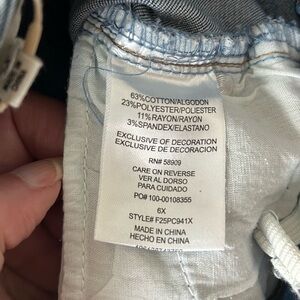 63%COTTON/ALGODON
23%POLYESTER/POLIESTER
11%RAYON/RAYON
3%SPANDEX/ELASTANO
EXCLUSIVE OF DECORATION
EXCLUSIVE DE DECORACION
RN# 58909
CARE ON REVERSE
VER AL DORSO
PARA CUIDADO
PO# 100-00108355
6X
STYLE# F25PC941X
MADE IN CHINA
HECHO EN CHINA